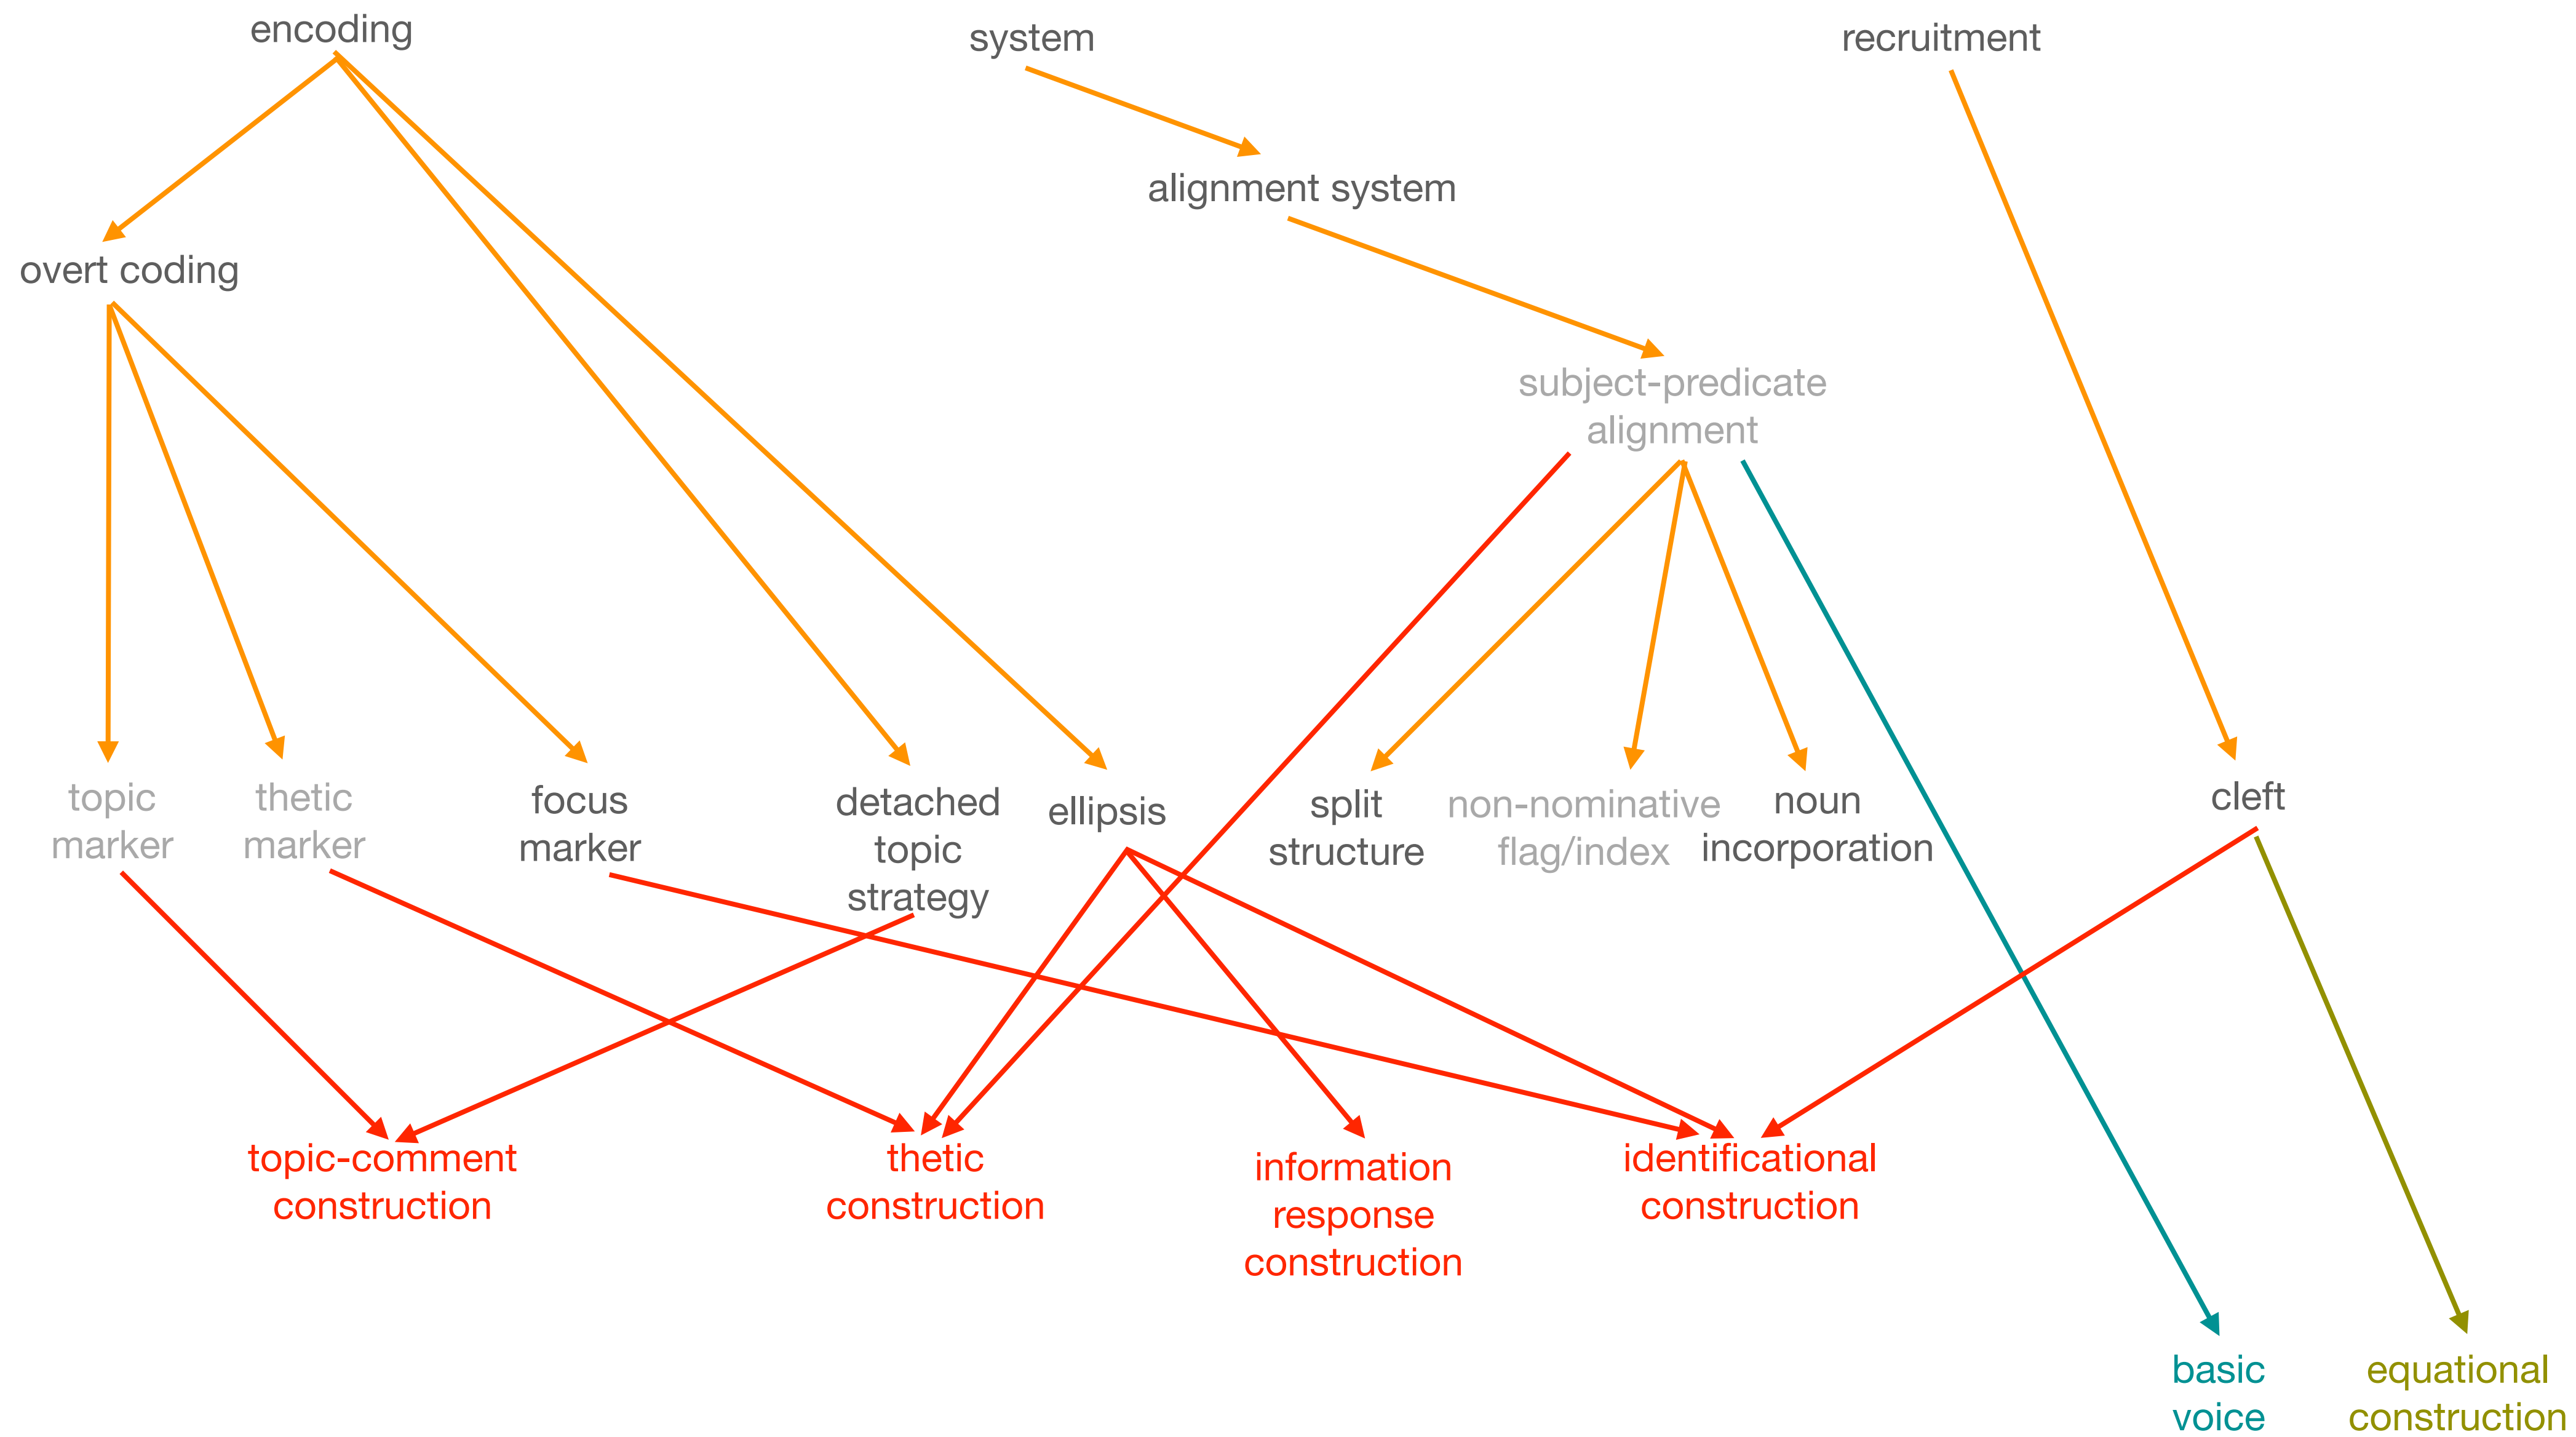 encoding
system
recruitment
alignment system
overt coding
subject-predicate
alignment
topic
marker
thetic
marker
focus
marker
detached
topic
strategy
ellipsis
split
structure
non-nominative
flag/index
noun
incorporation
cleft
topic-comment
construction
thetic
construction
information
response
construction
identificational
construction
basic
voice
equational
construction